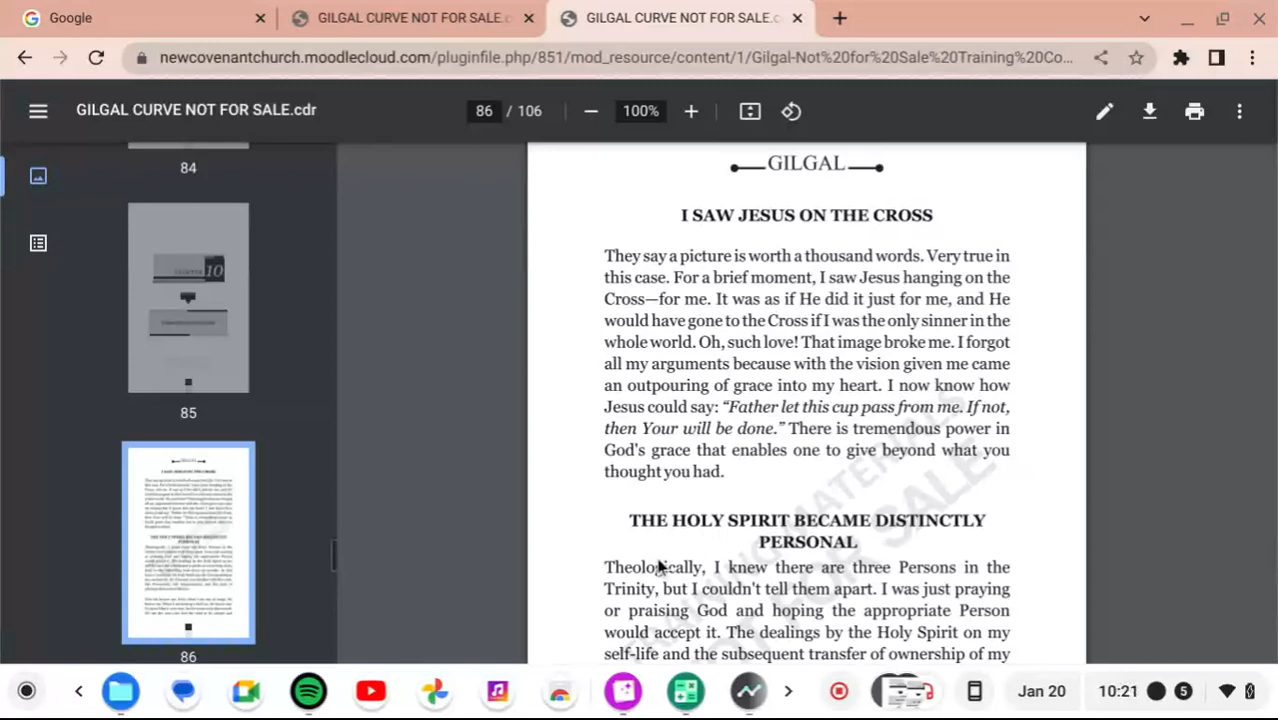 Google
GILGAL CURVE NOT FOR SALE.c
GILGAL CURVE NOT FOR SALE.c
newcovenantchurch.moodlecloud.com/pluginfile.php/851/mod_resource/content/1/Gilgal-Not%20for%20Sale%20Training%20Co...
GILGAL CURVE NOT FOR SALE.cdr
86 / 106
100%
84
10
85
86
GILGAL
I SAW JESUS ON THE CROSS
They say a picture is worth a thousand words. Very true in
this case. For a brief moment, I saw Jesus hanging on the
Cross—for me. It was as if He did it just for me, and He
would have gone to the Cross if I was the only sinner in the
whole world. Oh, such love! That image broke me. I forgot
all my arguments because with the vision given me came
an outpouring of grace into my heart. I now know how
Jesus could say: “Father let this cup pass from me. If not,
then Your will be done.” There is tremendous power in
God's grace that enables one to give beyond what you
thought you had.
THE HOLY SPIRIT BECAME DISTINCTLY
PERSONAL
Theologically, I knew there are three Persons in the
Trinity, but I couldn't tell them apart. I was just praying
or praising God and hoping the appropriate Person
would accept it. The dealings by the Holy Spirit on my
self-life and the subsequent transfer of ownership of my
TRAINING MATERIALS
NOT FOR SALE
Jan 20
10:21
5